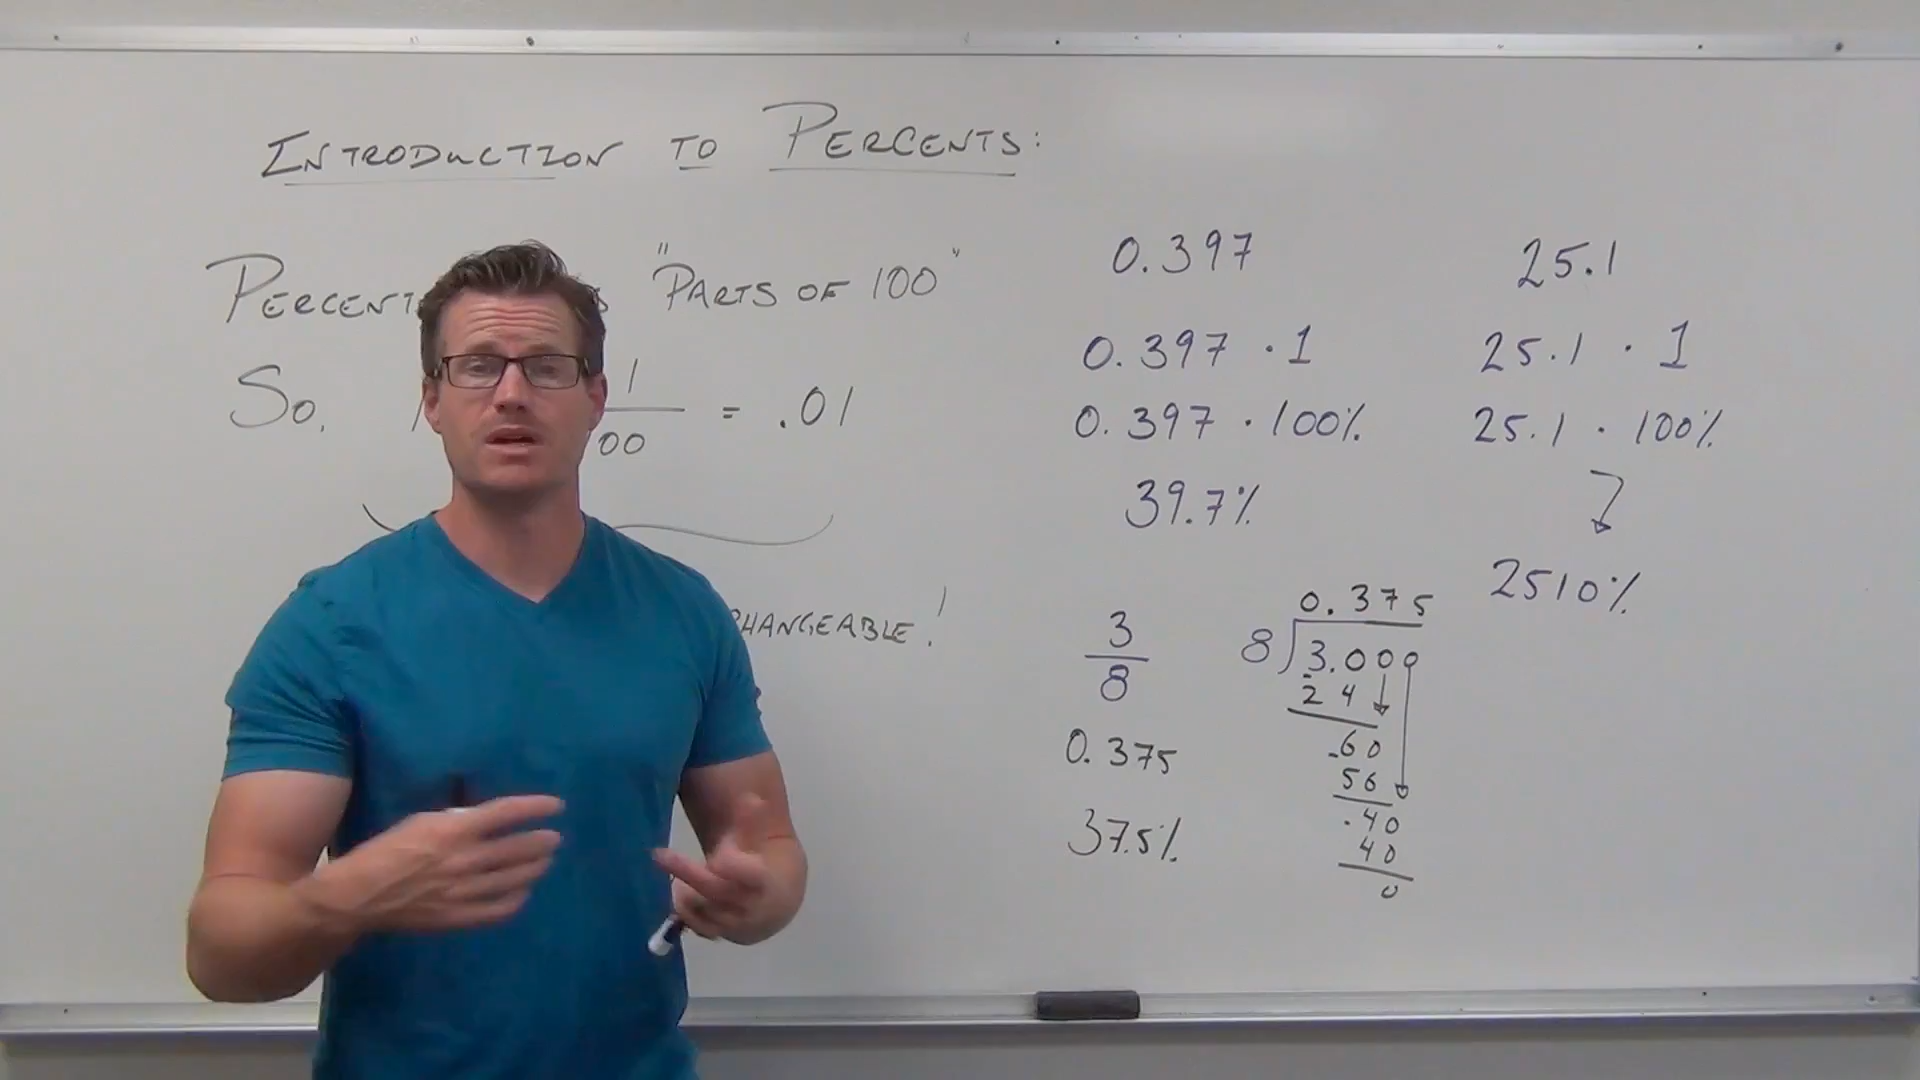 INTRODUCTION TO PERCENTS:
PERCENT "PARTS OF 100"
So, 1/100 = .01
CHANGEABLE!
0.397
0.397 · 1
0.397 · 100%
39.7%
25.1
25.1 · 1
25.1 · 100%
2510%
3
8
0.375
37.5%
0.375
8 3.000
24
-60
56
-40
40
0